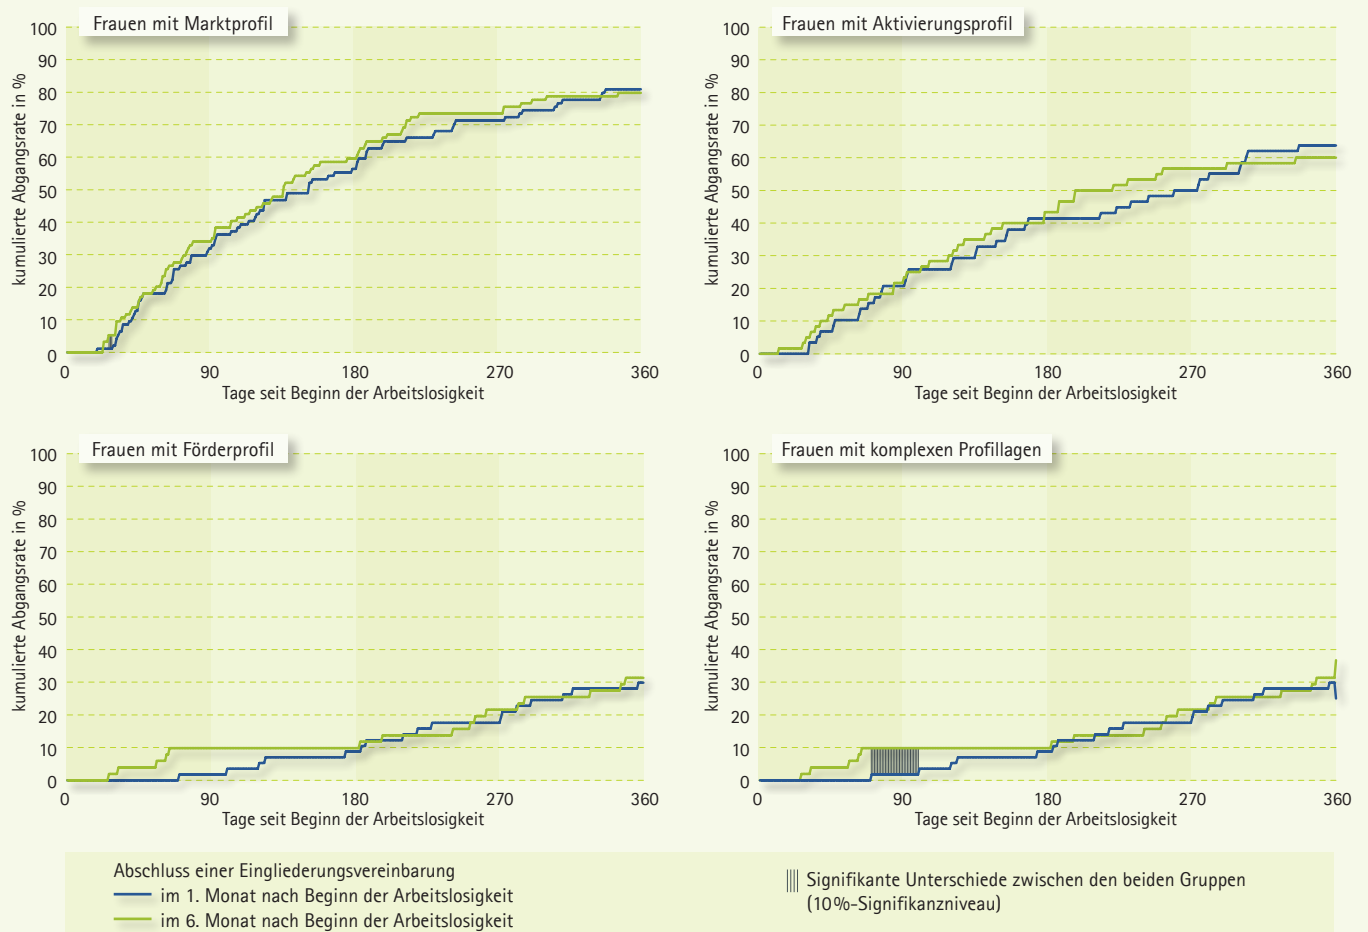 Frauen mit Marktprofil
kumulierte Abgangsrate in %
100
90
80
70
60
50
40
30
20
10
0
0 90 180 270 360
Tage seit Beginn der Arbeitslosigkeit
Frauen mit Aktivierungsprofil
kumulierte Abgangsrate in %
100
90
80
70
60
50
40
30
20
10
0
0 90 180 270 360
Tage seit Beginn der Arbeitslosigkeit
Frauen mit Förderprofil
kumulierte Abgangsrate in %
100
90
80
70
60
50
40
30
20
10
0
0 90 180 270 360
Tage seit Beginn der Arbeitslosigkeit
Frauen mit komplexen Profillagen
kumulierte Abgangsrate in %
100
90
80
70
60
50
40
30
20
10
0
0 90 180 270 360
Tage seit Beginn der Arbeitslosigkeit
Abschluss einer Eingliederungsvereinbarung
im 1. Monat nach Beginn der Arbeitslosigkeit
im 6. Monat nach Beginn der Arbeitslosigkeit
Signifikante Unterschiede zwischen den beiden Gruppen
(10%-Signifikanzniveau)